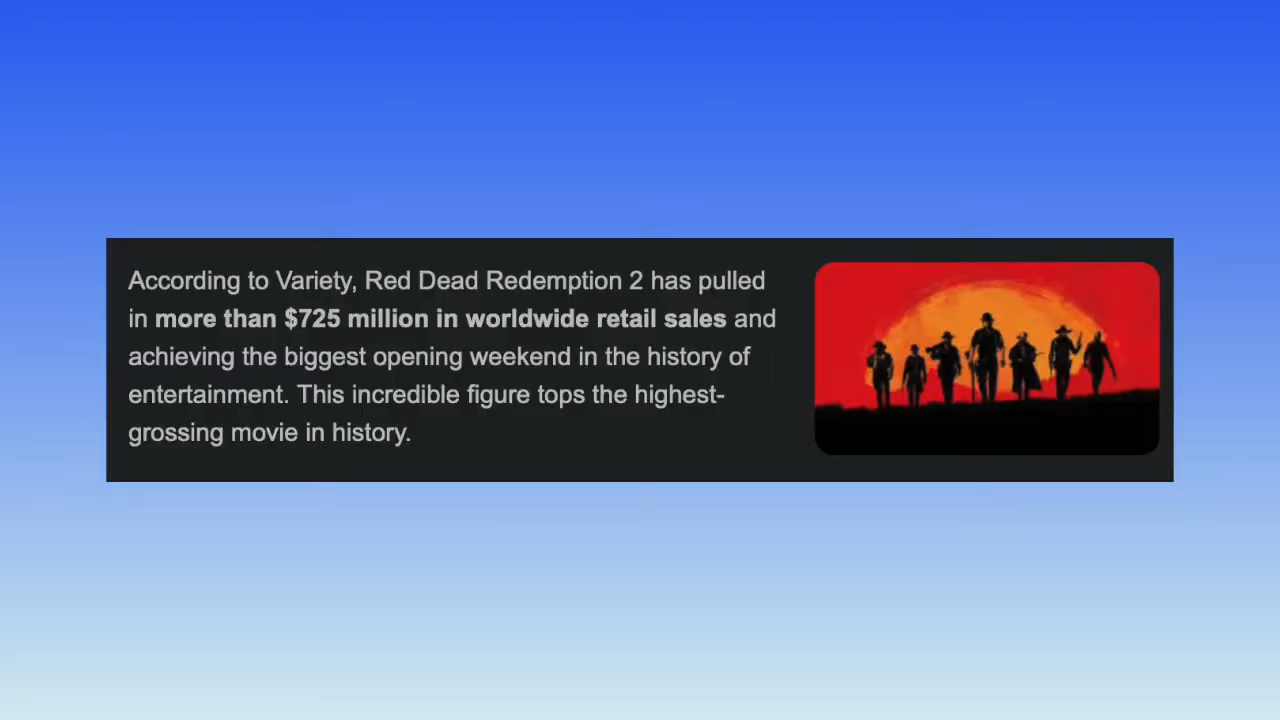 According to Variety, Red Dead Redemption 2 has pulled
in more than $725 million in worldwide retail sales and
achieving the biggest opening weekend in the history of
entertainment. This incredible figure tops the highest-
grossing movie in history.